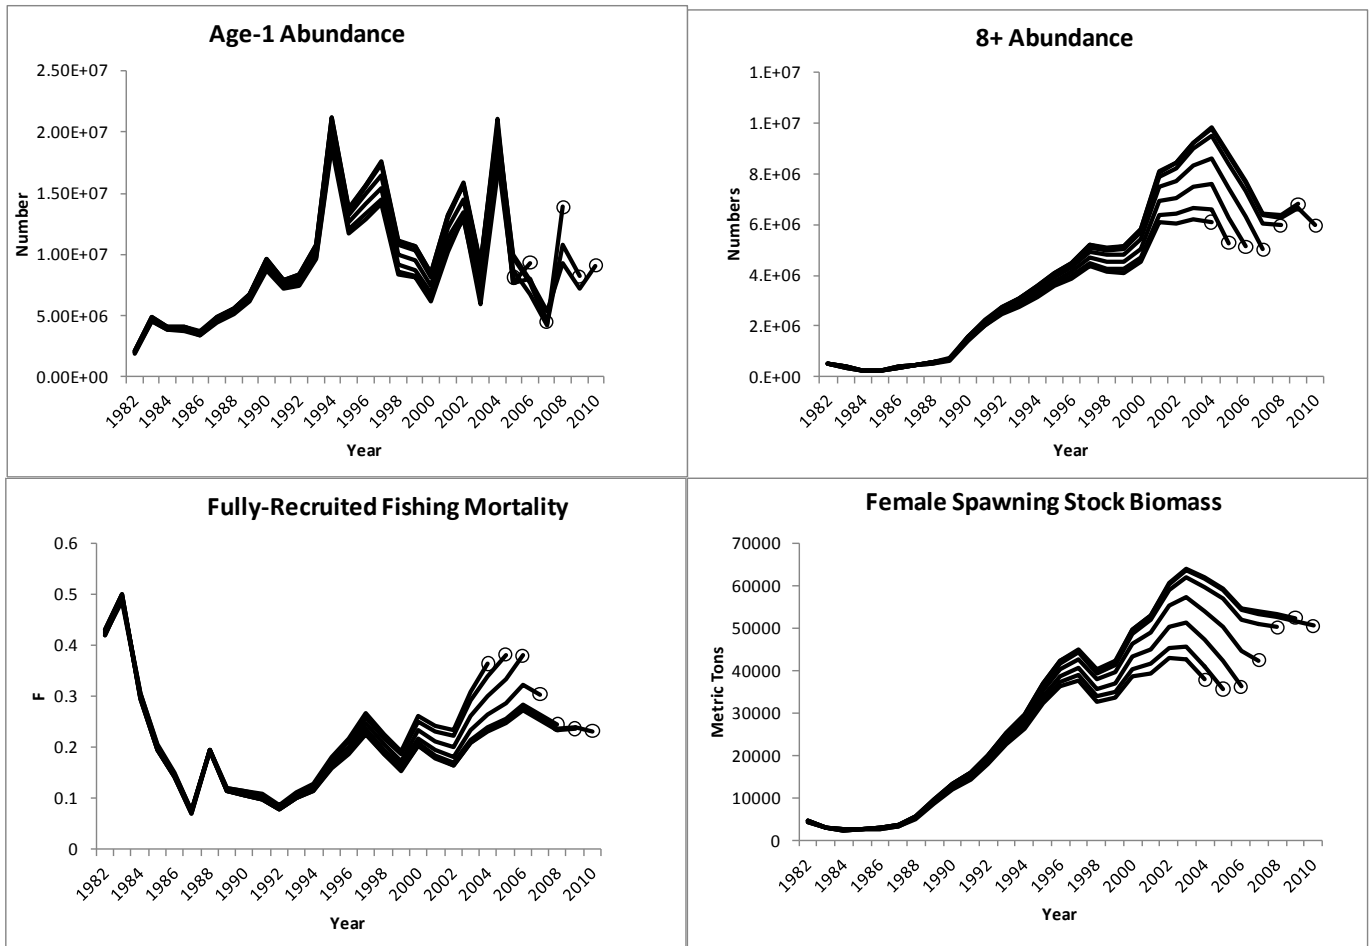 Age-1 Abundance
2.50E+07
2.00E+07
1.50E+07
1.00E+07
5.00E+06
0.00E+00
Number
1982 1984 1986 1988 1990 1992 1994 1996 1998 2000 2002 2004 2006 2008 2010
Year
8+ Abundance
1.E+07
1.E+07
8.E+06
6.E+06
4.E+06
2.E+06
0.E+00
Numbers
1982 1984 1986 1988 1990 1992 1994 1996 1998 2000 2002 2004 2006 2008 2010
Year
Fully-Recruited Fishing Mortality
0.6
0.5
0.4
0.3
0.2
0.1
0
F
1982 1984 1986 1988 1990 1992 1994 1996 1998 2000 2002 2004 2006 2008 2010
Year
Female Spawning Stock Biomass
70000
60000
50000
40000
30000
20000
10000
0
Metric Tons
1982 1984 1986 1988 1990 1992 1994 1996 1998 2000 2002 2004 2006 2008 2010
Year